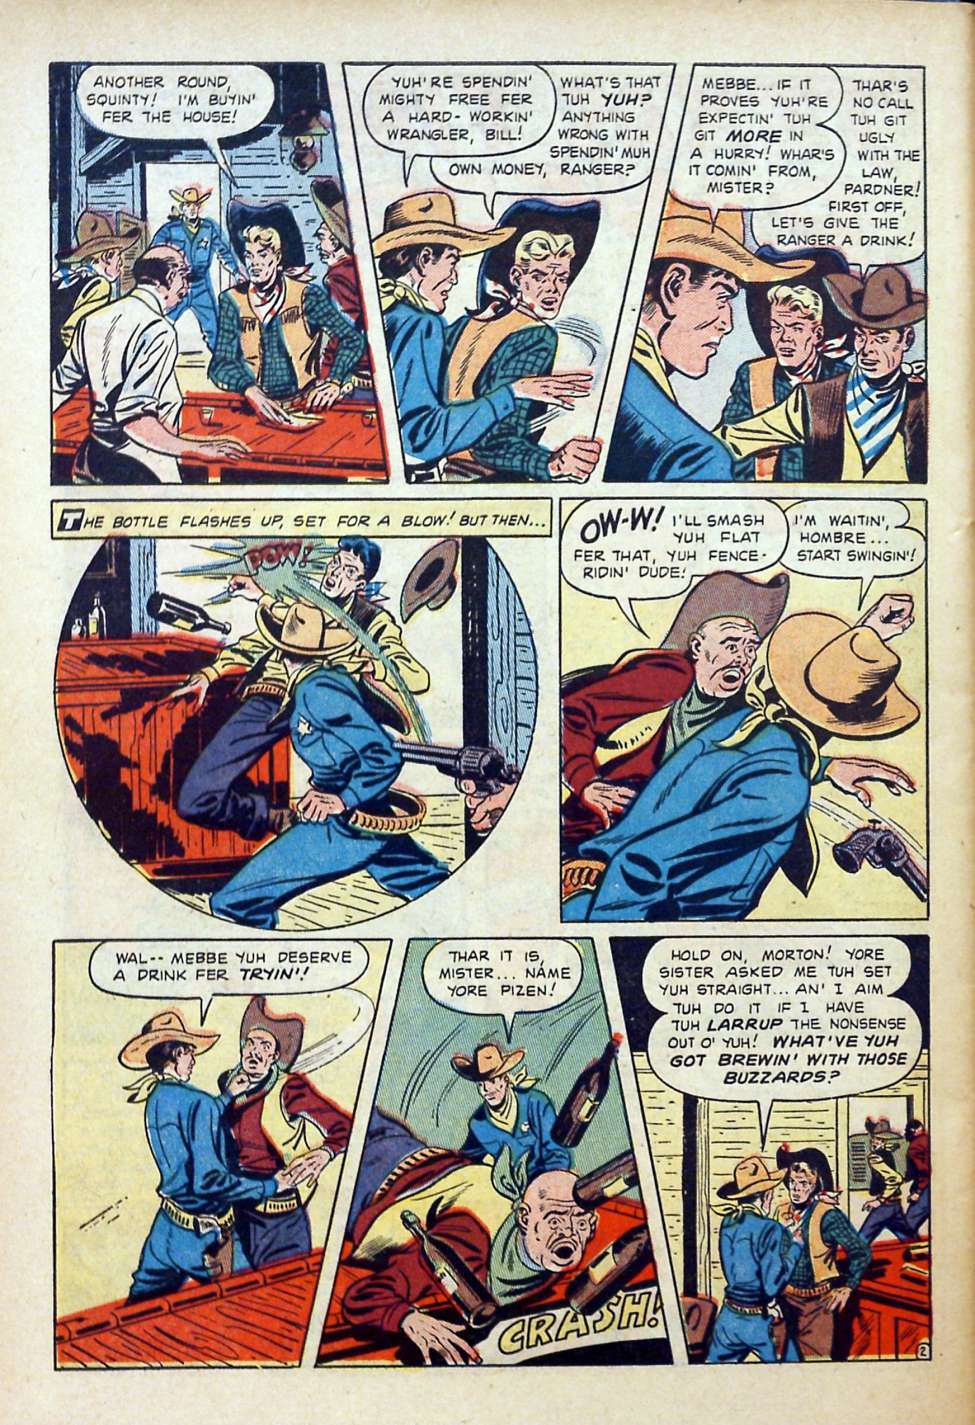 ANOTHER ROUND,
SQUINTY! I'M BUYIN'
FER THE HOUSE!
YUH'RE SPENDIN'
MIGHTY FREE FER
A HARD-WORKIN'
WRANGLER, BILL!
WHAT'S THAT
TUH YUH?
ANYTHING
WRONG WITH
SPENDIN' MUH
OWN MONEY, RANGER?
MEBBE...IF IT
PROVES YUH'RE
EXPECTIN' TUH
GIT MORE IN
A HURRY! WHAR'S
IT COMIN' FROM,
MISTER?
THAR'S
NO CALL
TUH GIT
UGLY
WITH THE
LAW,
PARDNER!
FIRST OFF,
LET'S GIVE THE
RANGER A DRINK!
THE BOTTLE FLASHES UP, SET FOR A BLOW! BUT THEN...
POW!
OW-W! I'LL SMASH
YUH FLAT
FER THAT, YUH FENCE-
RIDIN' DUDE!
I'M WAITIN',
HOMBRE...
START SWINGIN'!
WAL-- MEBBE YUH DESERVE
A DRINK FER TRYIN'!
THAR IT IS,
MISTER... NAME
YORE PIZEN!
CRASH!
HOLD ON, MORTON! YORE
SISTER ASKED ME TUH SET
YUH STRAIGHT... AN' I AIM
TUH DO IT IF I HAVE
TUH LARRUP THE NONSENSE
OUT O' YUH! WHAT'VE YUH
GOT BREWIN' WITH THOSE
BUZZARDS?
2